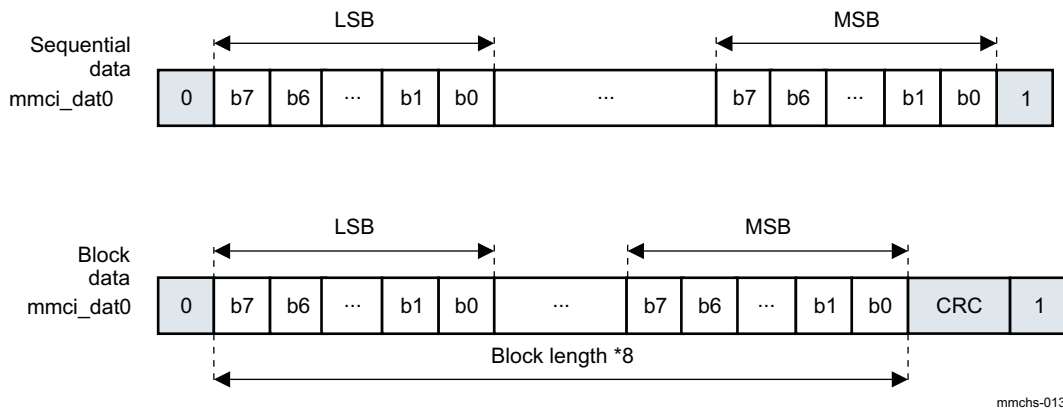 LSB MSB
Sequential
data
mmci_dat0 0 b7 b6 ... b1 b0 ... b7 b6 ... b1 b0 1
LSB MSB
Block
data
mmci_dat0 0 b7 b6 ... b1 b0 ... b7 b6 ... b1 b0 CRC 1
Block length *8
mmchs-013